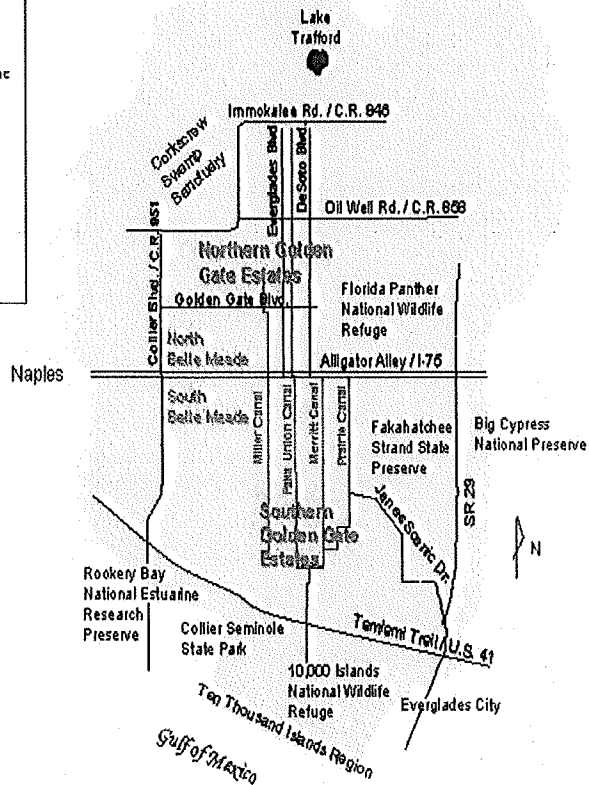 Lake
Trafford
Immokalee Rd. / C.R. 846
Corkscrew
Swamp
Sanctuary
Everglades Blvd
DeSoto Blvd.
Oil Well Rd. / C.R. 858
Collier Blvd. / C.R. 951
Northern Golden
Gate Estates
Golden Gate Blvd.
Florida Panther
National Wildlife
Refuge
North
Belle Meade
Alligator Alley / I-75
Naples
South
Belle Meade
Miller Canal
Faka Union Canal
Merritt Canal
Prairie Canal
Fakahatchee
Strand State
Preserve
Big Cypress
National Preserve
SR 29
Southern
Golden Gate
Estates
Janes Scenic Dr.
N
Rookery Bay
National Estuarine
Research
Preserve
Collier Seminole
State Park
Tamiami Trail / U.S. 41
10,000 Islands
National Wildlife
Refuge
Everglades City
Ten Thousand Islands Region
Gulf of Mexico